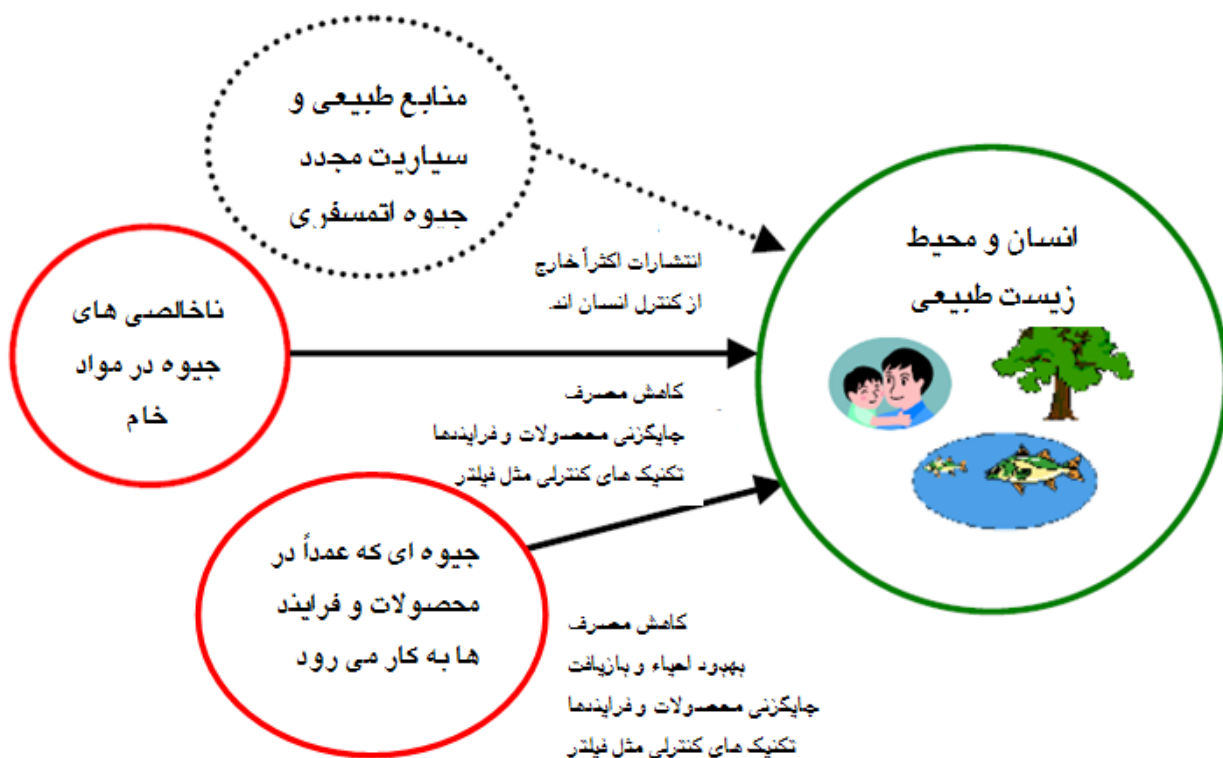 منابع طبیعی و
سیاریت مجدد
جیوه اتمسفری
انسان و محیط
زیست طبیعی
انتشارات اکثراً خارج
از کنترل انسان اند.
ناخالصی های
جیوه در مواد
خام
کاهش مصرف
جایگزنی محصولات و فرایندها
تکنیک های کنترلی مثل فیلتر
جیوه ای که عمداً در
محصولات و فرایند
ها به کار می رود
کاهش مصرف
بهبود احیاء و بازیافت
جایگزنی محصولات و فرایندها
تکنیک های کنترلی مثل فیلتر